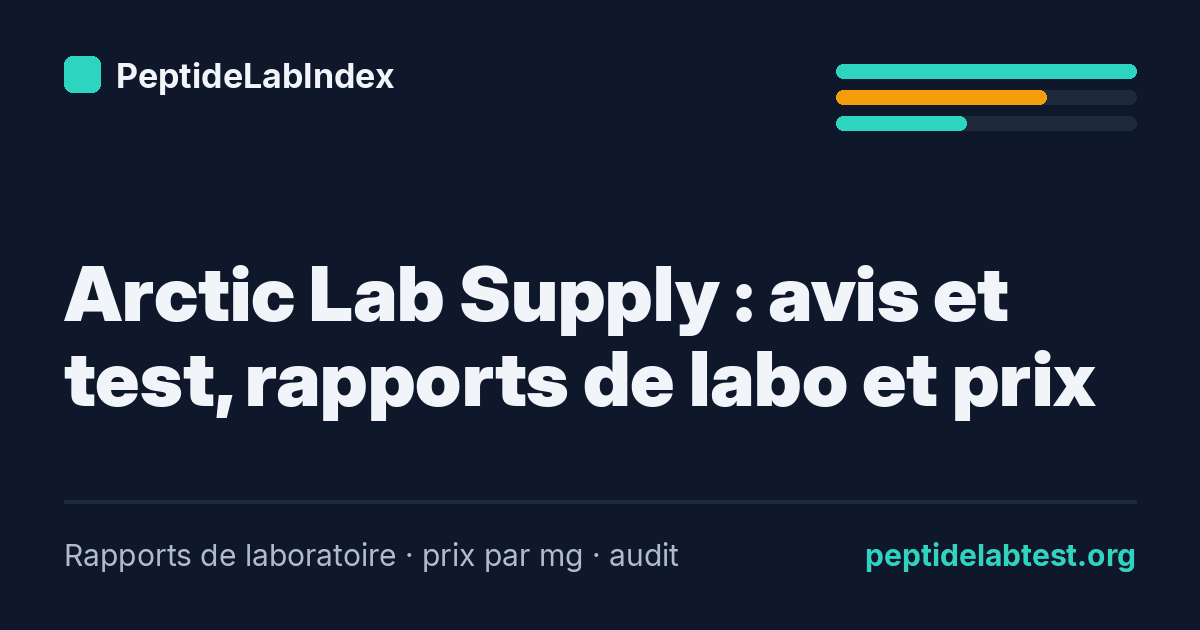 PeptideLabIndex
Arctic Lab Supply : avis et
test, rapports de labo et prix
Rapports de laboratoire · prix par mg · audit
peptidelabtest.org